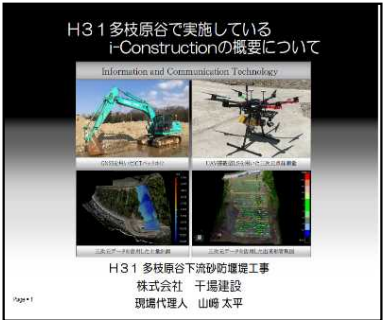 H31多枝原谷で実施している
i-Constructionの概要について
Information and Communication Technology
H31 多枝原谷下流砂防堰堤工事
株式会社 干場建設
現場代理人 山﨑 太平
Page▪1